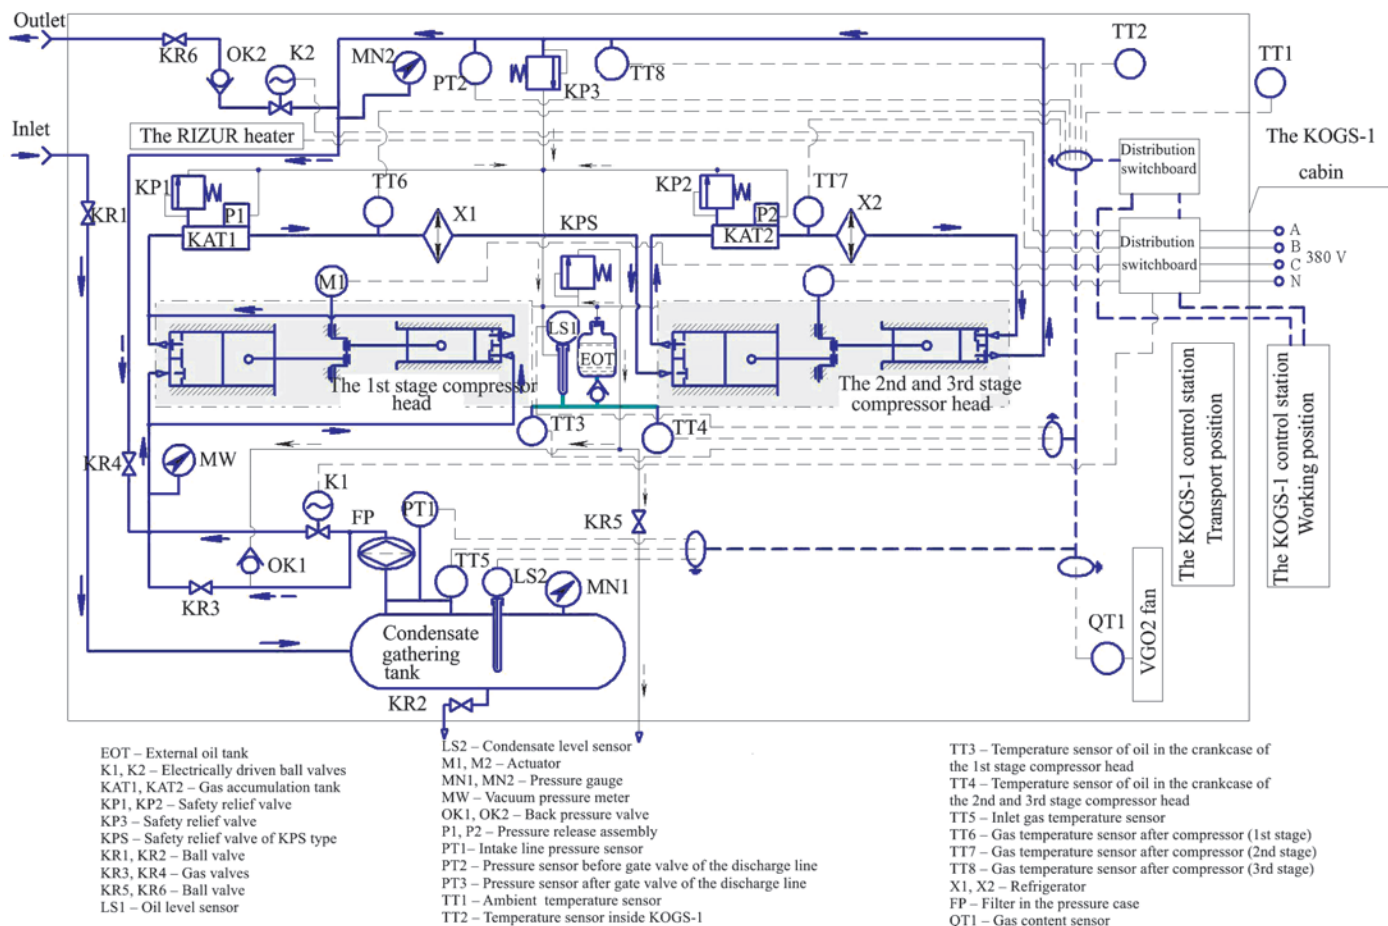 Outlet
KR6
OK2
K2
MN2
PT2
KP3
TT8
TT2
TT1
Inlet
The RIZUR heater
Distribution
switchboard
The KOGS-1
cabin
KR1
KP1
P1
KAT1
TT6
X1
KPS
KP2
P2
KAT2
TT7
X2
Distribution
switchboard
A
B
C
N
380 V
M1
LS1
EOT
The 1st stage compressor
head
The 2nd and 3rd stage
compressor head
TT3
TT4
KR4
MW
K1
FP
PT1
KR5
OK1
KR3
TT5
LS2
MN1
Condensate
gathering
tank
KR2
QT1
VGO2 fan
The KOGS-1 control station
Transport position
The KOGS-1 control station
Working position
EOT – External oil tank
K1, K2 – Electrically driven ball valves
KAT1, KAT2 – Gas accumulation tank
KP1, KP2 – Safety relief valve
KP3 – Safety relief valve
KPS – Safety relief valve of KPS type
KR1, KR2 – Ball valve
KR3, KR4 – Gas valves
KR5, KR6 – Ball valve
LS1 – Oil level sensor
LS2 – Condensate level sensor
M1, M2 – Actuator
MN1, MN2 – Pressure gauge
MW – Vacuum pressure meter
OK1, OK2 – Back pressure valve
P1, P2 – Pressure release assembly
PT1– Intake line pressure sensor
PT2 – Pressure sensor before gate valve of the discharge line
PT3 – Pressure sensor after gate valve of the discharge line
TT1 – Ambient temperature sensor
TT2 – Temperature sensor inside KOGS-1
TT3 – Temperature sensor of oil in the crankcase of
the 1st stage compressor head
TT4 – Temperature sensor of oil in the crankcase of
the 2nd and 3rd stage compressor head
TT5 – Inlet gas temperature sensor
TT6 – Gas temperature sensor after compressor (1st stage)
TT7 – Gas temperature sensor after compressor (2nd stage)
TT8 – Gas temperature sensor after compressor (3rd stage)
X1, X2 – Refrigerator
FP – Filter in the pressure case
QT1 – Gas content sensor